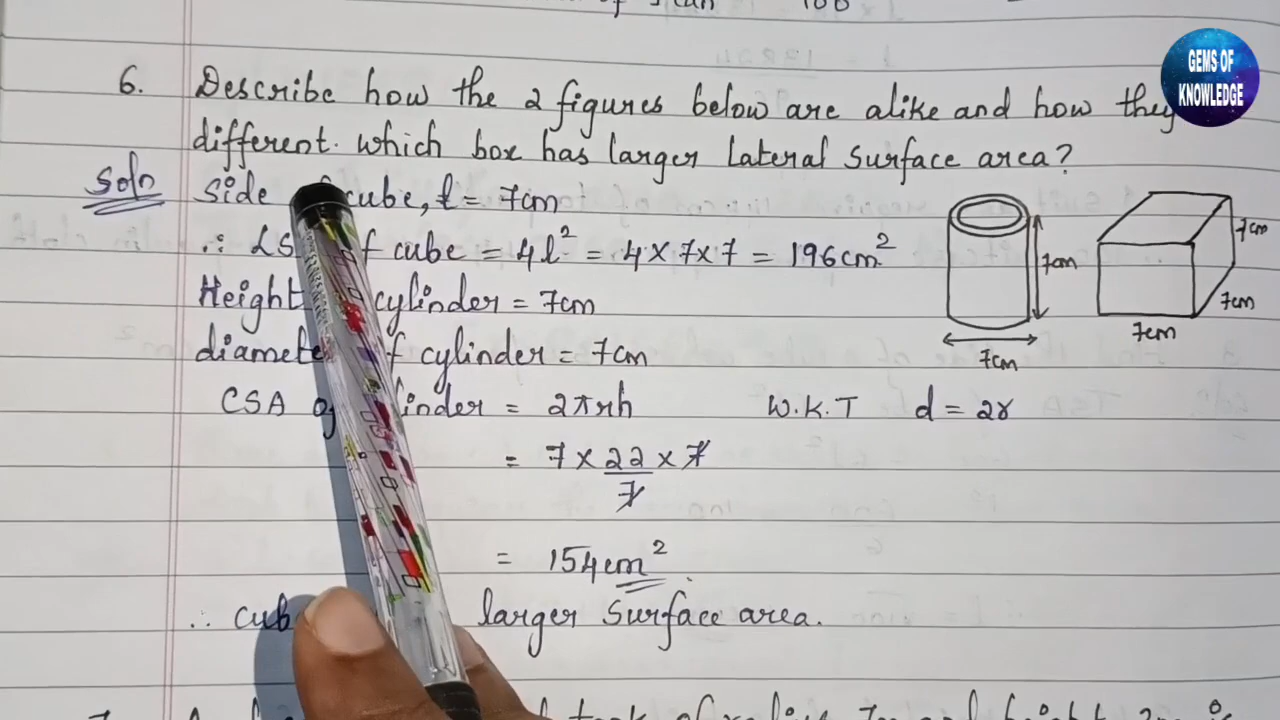 GEMS OF
KNOWLEDGE
6. Describe how the 2 figures below are alike and how they
different. which box has larger lateral surface area?
Soln
side cube, l = 7cm
∴ LS of cube = 4l² = 4 × 7 × 7 = 196cm²
Height cylinder = 7cm
diamete f cylinder = 7cm
CSA linder = 2πrh W.K.T d = 2r
= 7 × 22 × 7
7
= 154cm²
∴ cub larger surface area.
7cm
7cm
7cm
7cm
7cm